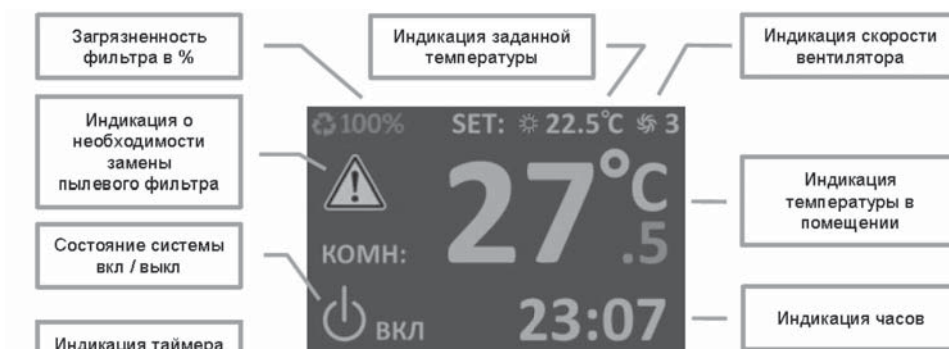 Загрязненность
фильтра в %
Индикация заданной
температуры
Индикация скорости
вентилятора
Индикация о
необходимости
замены
пылевого фильтра
100% SET: 22.5°C 3
27°C
.5
КОМН:
ВКЛ 23:07
Индикация
температуры в
помещении
Состояние системы
вкл / выкл
Индикация часов
Индикация таймера